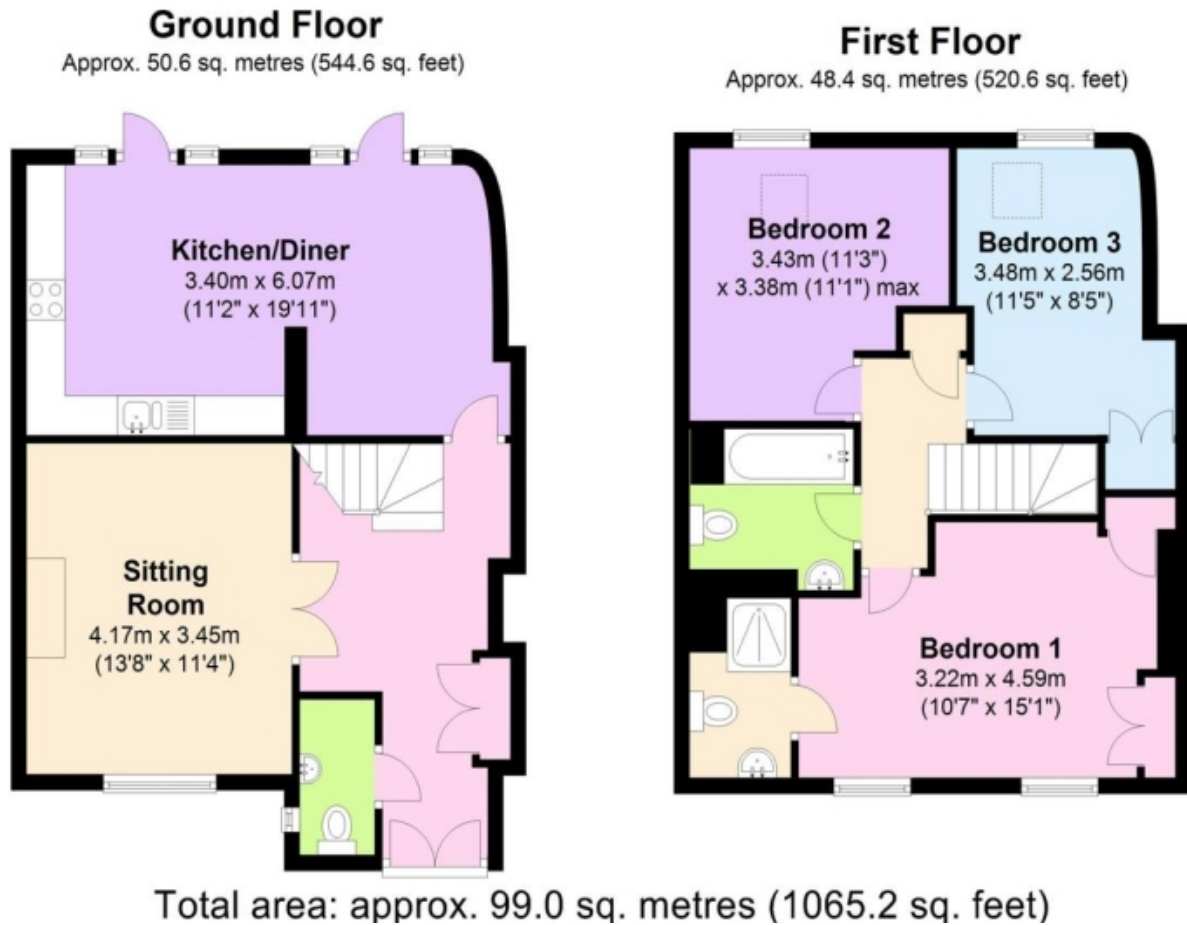 Ground Floor
Approx. 50.6 sq. metres (544.6 sq. feet)
Kitchen/Diner
3.40m x 6.07m
(11'2" x 19'11")
Sitting
Room
4.17m x 3.45m
(13'8" x 11'4")
First Floor
Approx. 48.4 sq. metres (520.6 sq. feet)
Bedroom 2
3.43m (11'3")
x 3.38m (11'1") max
Bedroom 3
3.48m x 2.56m
(11'5" x 8'5")
Bedroom 1
3.22m x 4.59m
(10'7" x 15'1")
Total area: approx. 99.0 sq. metres (1065.2 sq. feet)